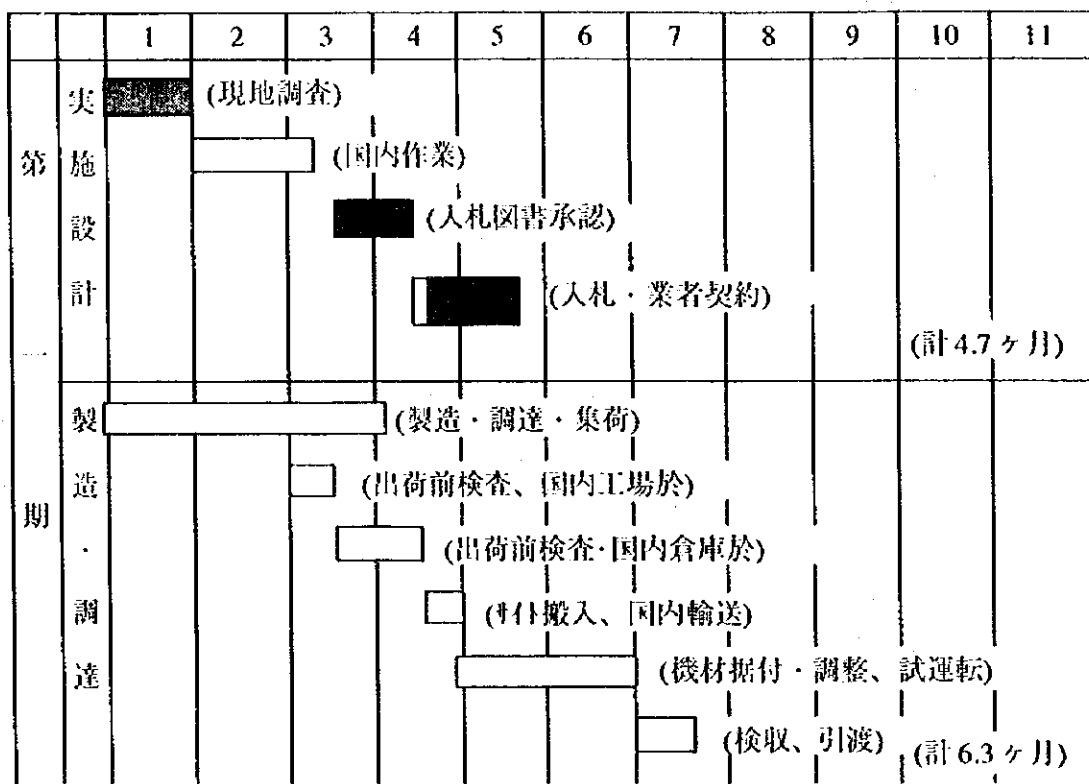 1 2 3 4 5 6 7 8 9 10 11
第一期
実施設計
(現地調査)
(国内作業)
(入札図書承認)
(入札・業者契約)
(計4.7ヶ月)
製造・調達
(製造・調達・集荷)
(出荷前検査、国内工場於)
(出荷前検査・国内倉庫於)
(サイト搬入、国内輸送)
(機材据付・調整、試運転)
(検収、引渡)
(計6.3ヶ月)